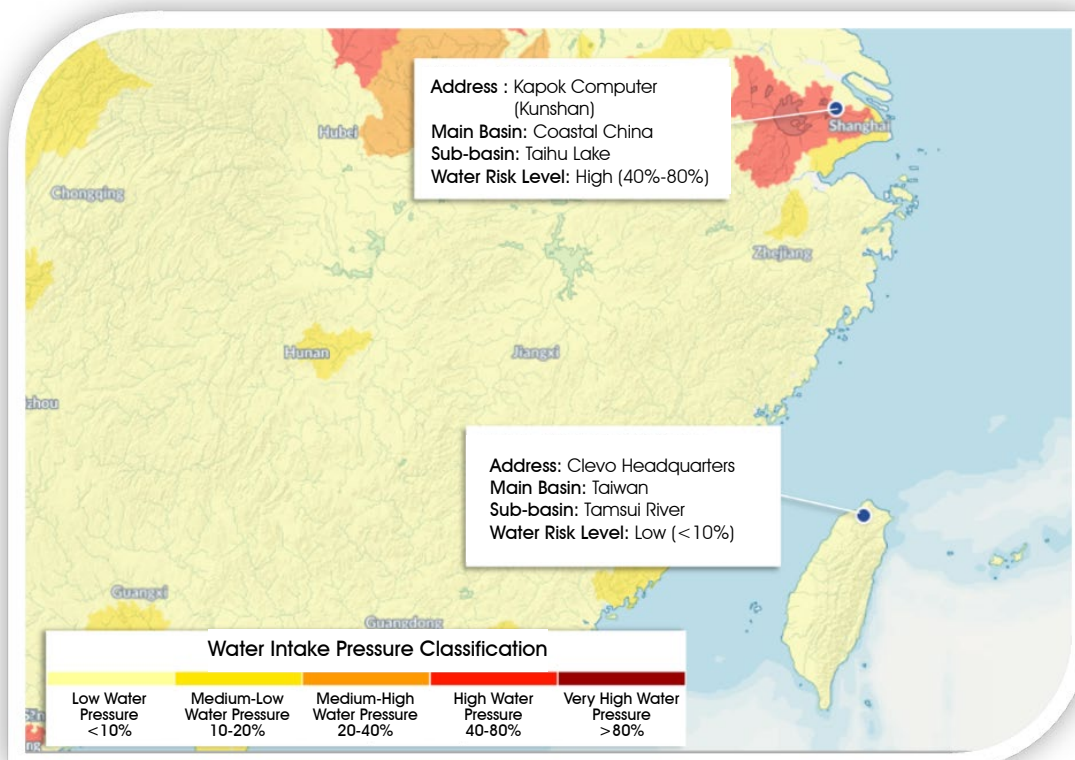 Address : Kapok Computer
(Kunshan)
Main Basin: Coastal China
Sub-basin: Taihu Lake
Water Risk Level: High (40%-80%)
Hubei
Shanghai
Chongqing
Zhejiang
Hunan
Jiangxi
zhou
Address: Clevo Headquarters
Main Basin: Taiwan
Sub-basin: Tamsui River
Water Risk Level: Low (<10%)
Guangxi
Guangdong
Water Intake Pressure Classification
Low Water
Pressure
<10%
Medium-Low
Water Pressure
10-20%
Medium-High
Water Pressure
20-40%
High Water
Pressure
40-80%
Very High Water
Pressure
>80%